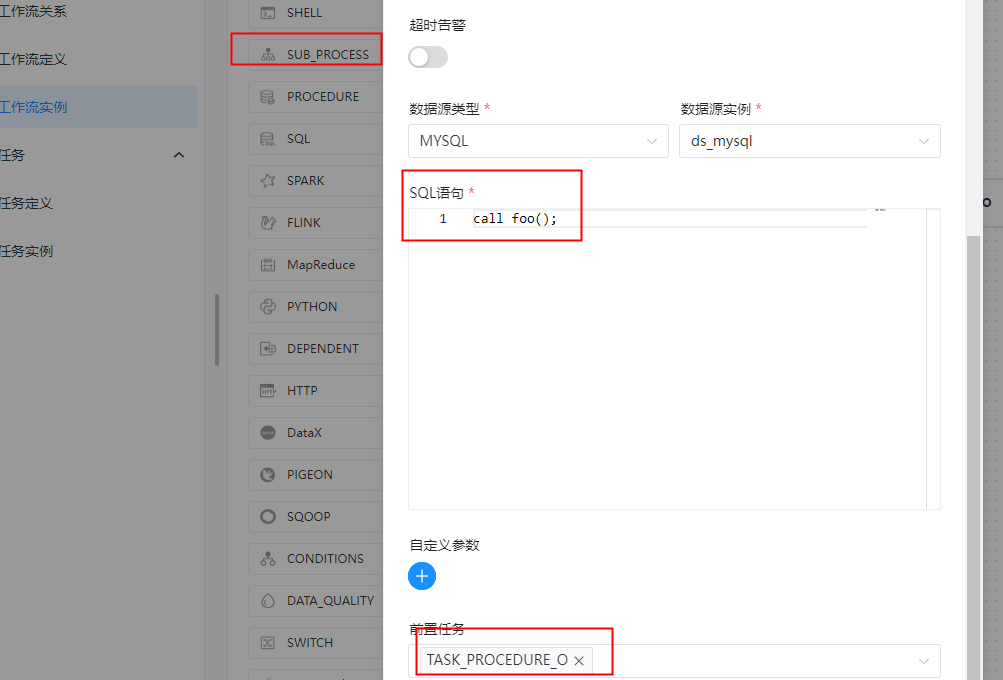 工作流关系
工作流定义
工作流实例
任务
任务定义
任务实例
SHELL
SUB_PROCESS
PROCEDURE
SQL
SPARK
FLINK
MapReduce
PYTHON
DEPENDENT
HTTP
DataX
PIGEON
SQOOP
CONDITIONS
DATA_QUALITY
SWITCH
超时告警
数据源类型 * 数据源实例 *
MYSQL ds_mysql
SQL语句 *
1 call foo();
自定义参数
前置任务
TASK_PROCEDURE_O ×